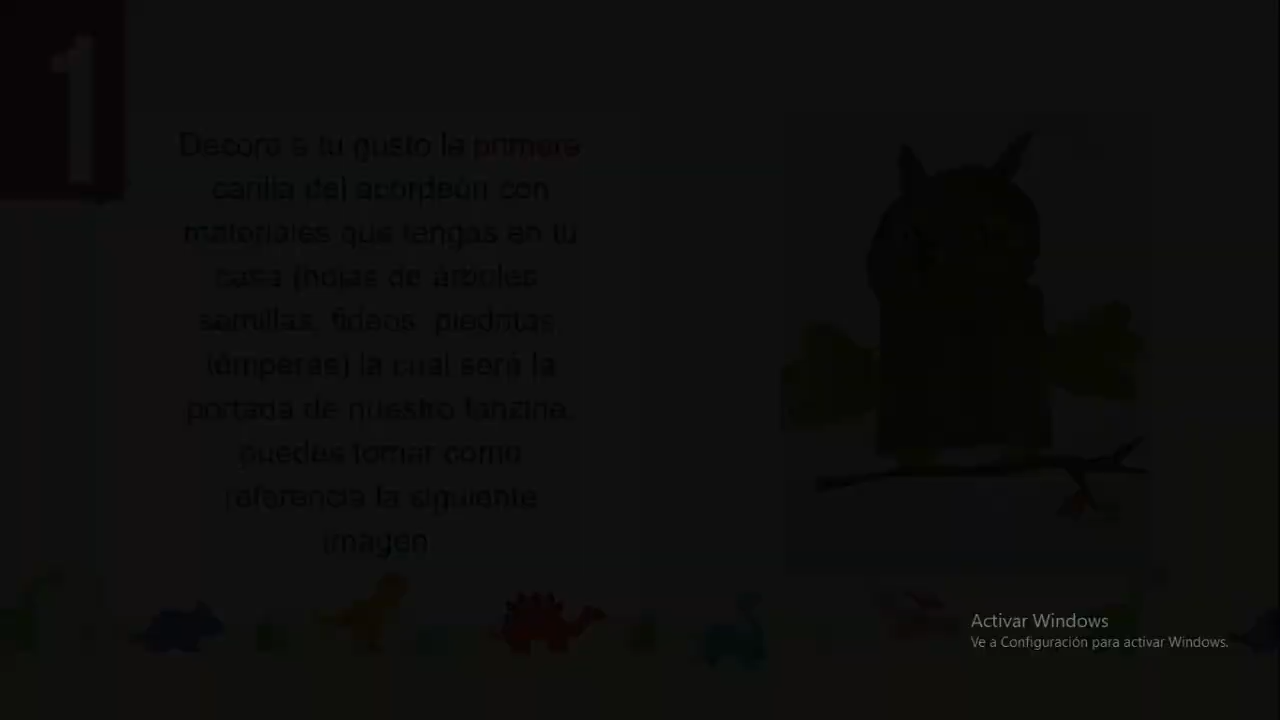 1
Decora a tu gusto la primera
carilla del acordeón con
materiales que tengas en tu
casa (hojas de árboles,
semillas, fideos, piedritas,
témperas) la cual será la
portada de nuestro fanzine,
puedes tomar como
referencia la siguiente
imagen
Activar Windows
Ve a Configuración para activar Windows.